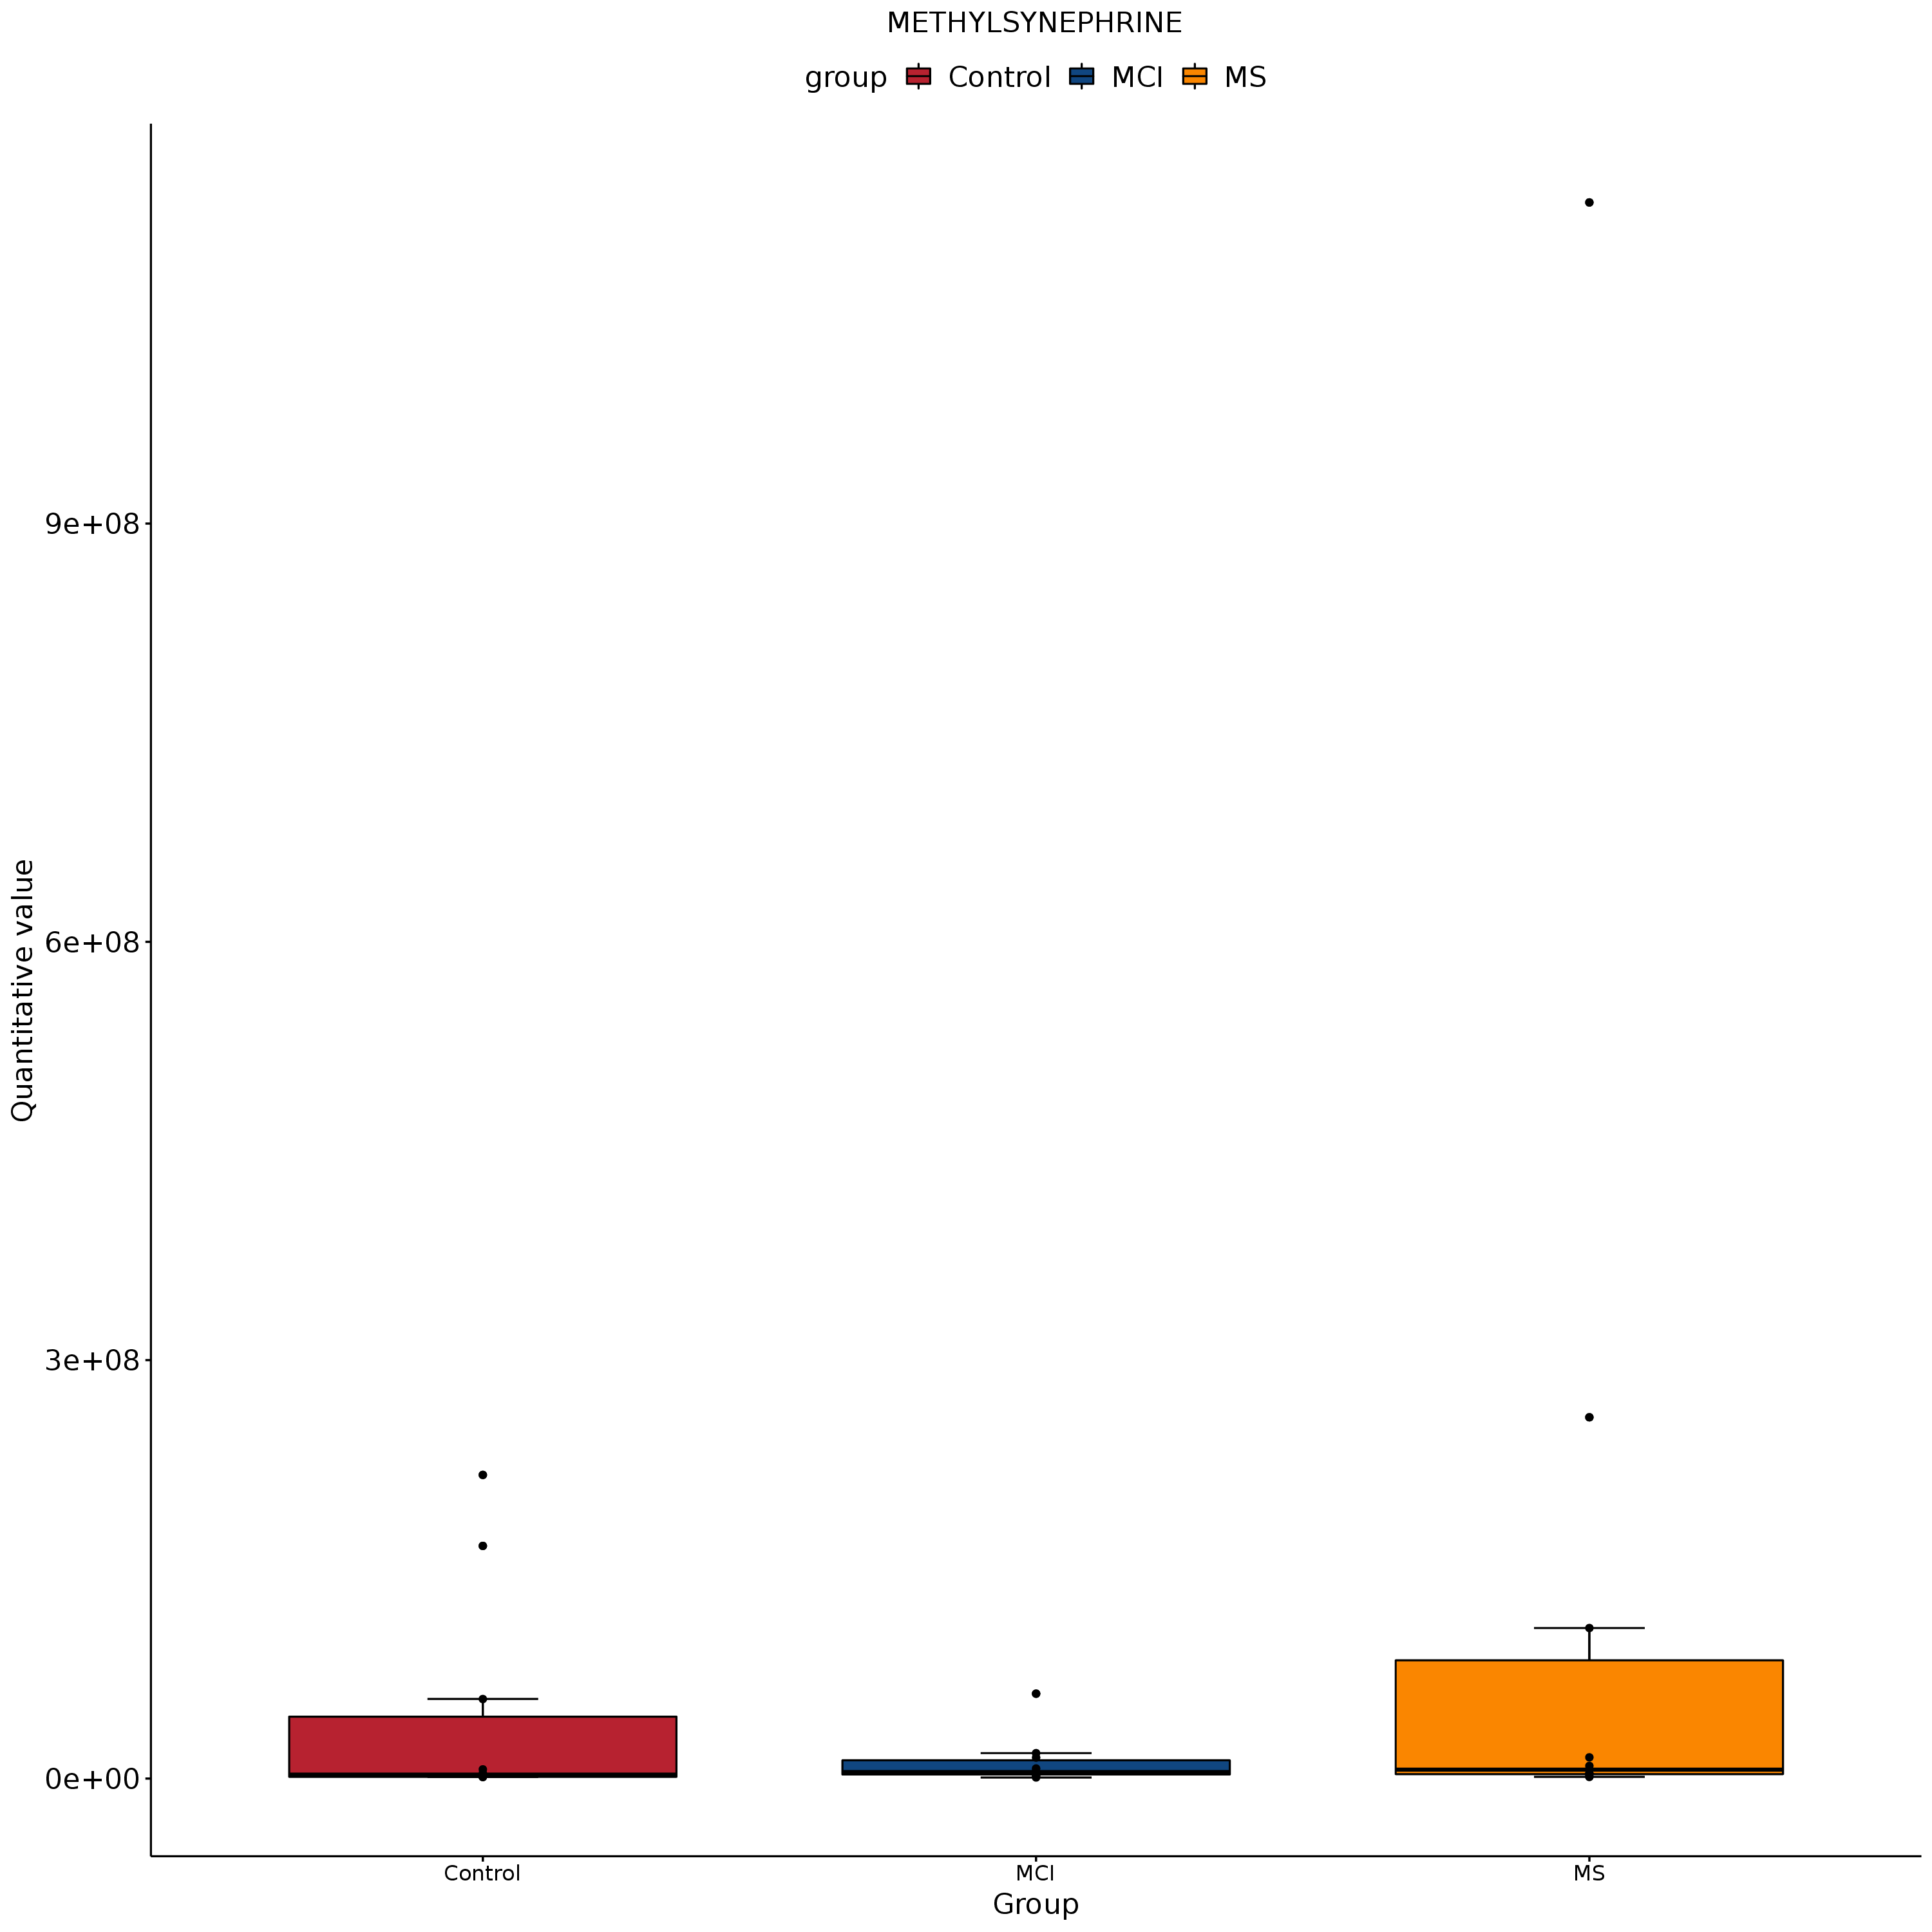 METHYLSYNEPHRINE
group Control MCI MS
Quantitative value
9e+08
6e+08
3e+08
0e+00
Control MCI MS
Group